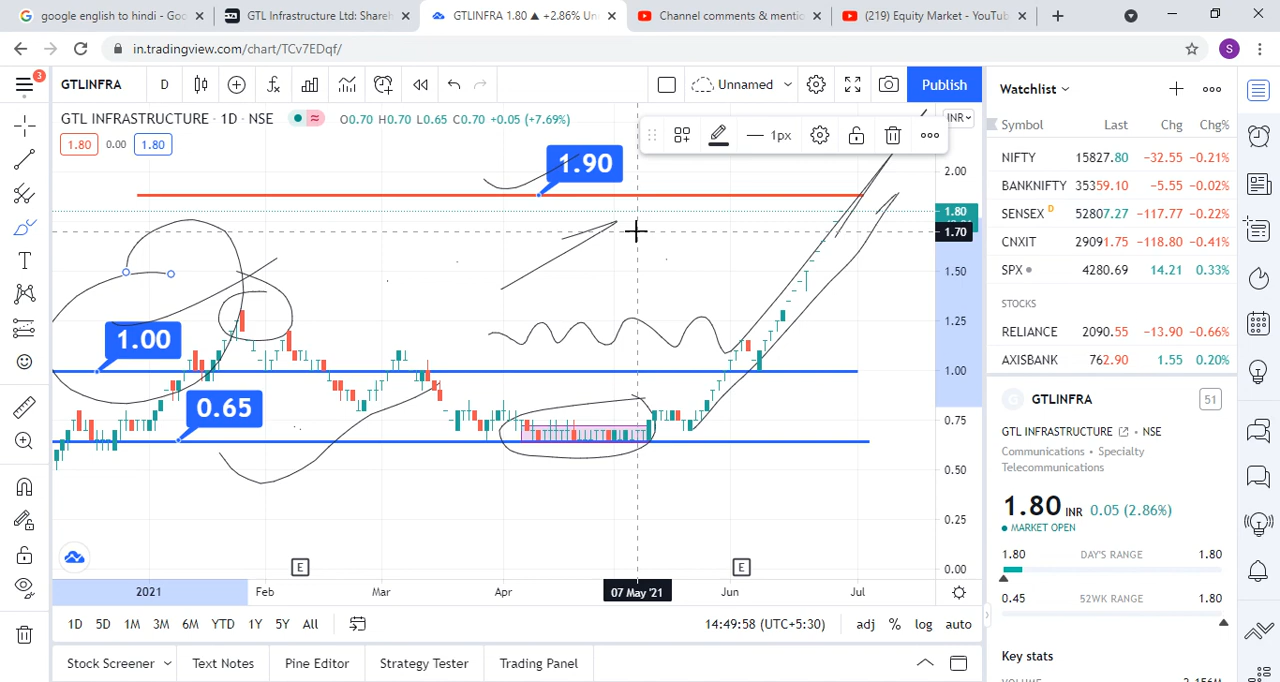 google english to hindi - Goo
GTL Infrastructure Ltd: Shareh
GTLINFRA 1.80 ▲ +2.86% Un
Channel comments & mentio
(219) Equity Market - YouTub
in.tradingview.com/chart/TCv7EDqf/
S
3
GTLINFRA
D
Unnamed
Publish
Watchlist
GTL INFRASTRUCTURE · 1D · NSE
O0.70 H0.70 L0.65 C0.70 +0.05 (+7.69%)
INR
1.80 0.00 1.80
1px
Symbol Last Chg Chg%
NIFTY 15827.80 −32.55 −0.21%
BANKNIFTY 35359.10 −5.55 −0.02%
SENSEX D 52807.27 −117.77 −0.22%
CNXIT 29091.75 −118.80 −0.41%
SPX 4280.69 14.21 0.33%
STOCKS
RELIANCE 2090.55 −13.90 −0.66%
AXISBANK 762.90 1.55 0.20%
1.90
1.00
0.65
2.00
1.80
1.70
1.50
1.25
1.00
0.75
0.50
0.25
0.00
E
E
2021 Feb Mar Apr 07 May '21 Jun Jul
G GTLINFRA 51
GTL INFRASTRUCTURE • NSE
Communications • Specialty
Telecommunications
1.80 INR 0.05 (2.86%)
MARKET OPEN
1.80 DAY'S RANGE 1.80
0.45 52WK RANGE 1.80
Key stats
1D 5D 1M 3M 6M YTD 1Y 5Y All
14:49:58 (UTC+5:30) adj % log auto
Stock Screener Text Notes Pine Editor Strategy Tester Trading Panel